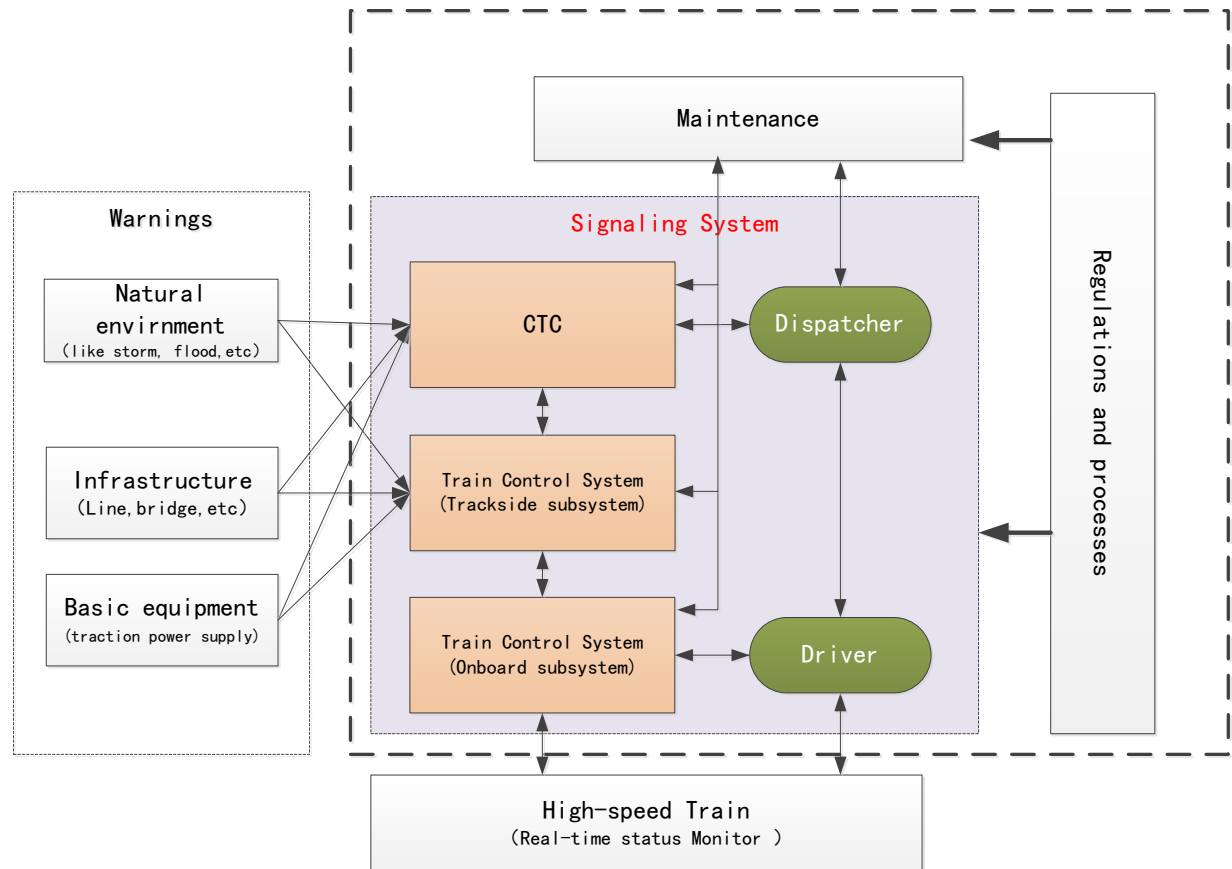 Maintenance
Warnings
Signaling System
Natural
envirnment
(like storm, flood,etc)
CTC
Dispatcher
Regulations and processes
Infrastructure
(Line,bridge,etc)
Train Control System
(Trackside subsystem)
Basic equipment
(traction power supply)
Train Control System
(Onboard subsystem)
Driver
High-speed Train
(Real-time status Monitor )